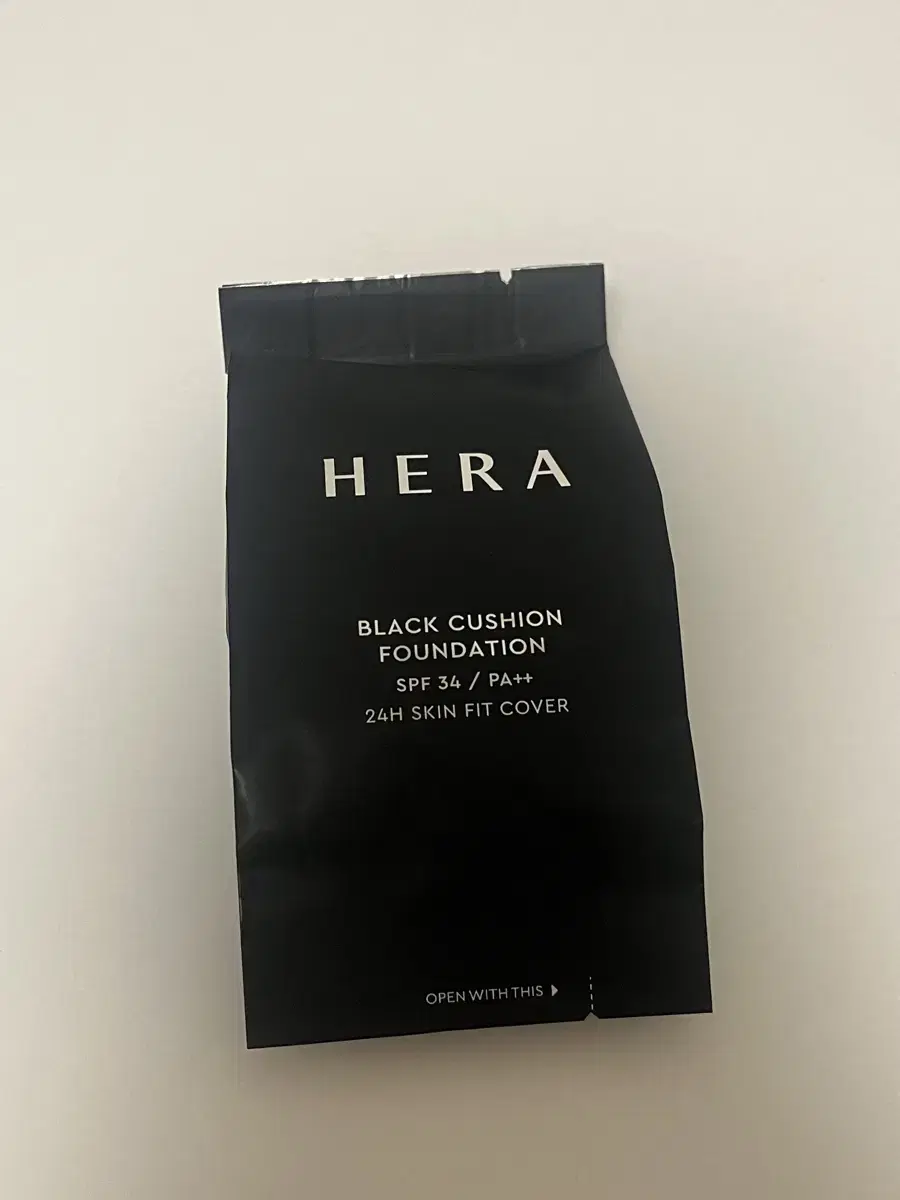 HERA
BLACK CUSHION
FOUNDATION
SPF 34 / PA++
24H SKIN FIT COVER
OPEN WITH THIS ▶